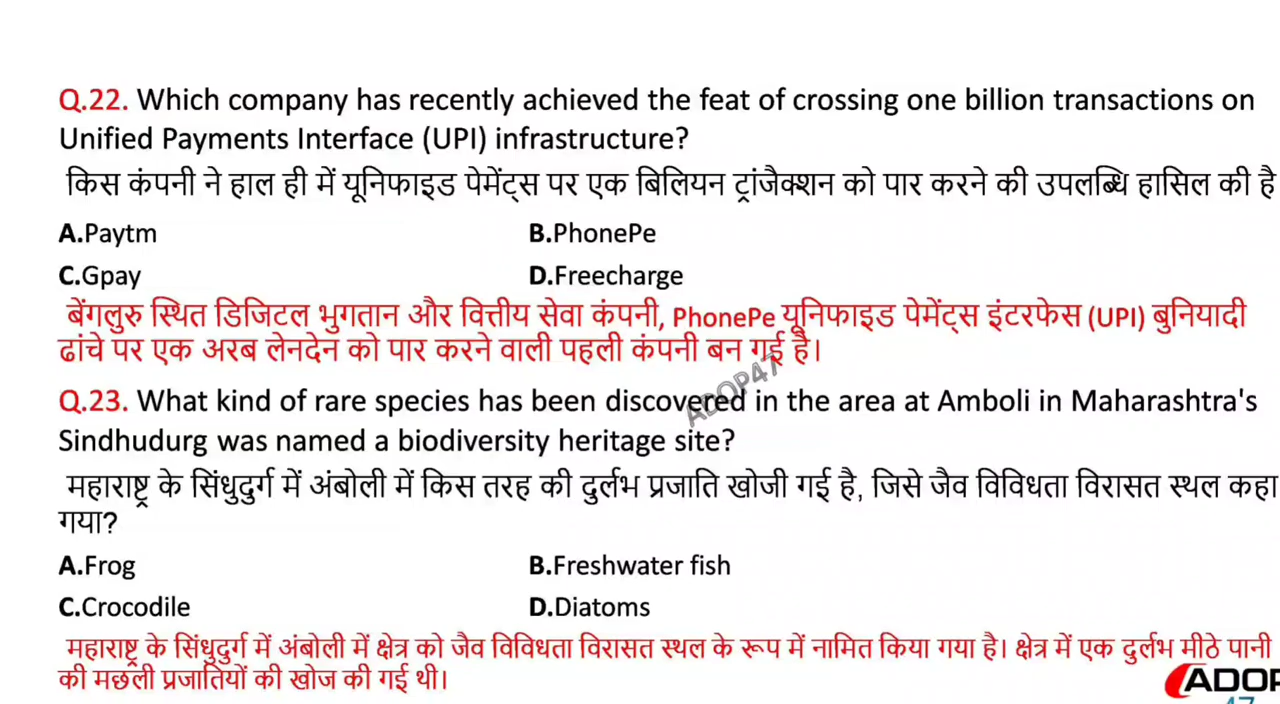 Q.22. Which company has recently achieved the feat of crossing one billion transactions on
Unified Payments Interface (UPI) infrastructure?
किस कंपनी ने हाल ही में यूनिफाइड पेमेंट्स पर एक बिलियन ट्रांजैक्शन को पार करने की उपलब्धि हासिल की है
A.Paytm B.PhonePe
C.Gpay D.Freecharge
बेंगलुरु स्थित डिजिटल भुगतान और वित्तीय सेवा कंपनी, PhonePe यूनिफाइड पेमेंट्स इंटरफेस (UPI) बुनियादी
ढांचे पर एक अरब लेनदेन को पार करने वाली पहली कंपनी बन गई है।
ADOP47
Q.23. What kind of rare species has been discovered in the area at Amboli in Maharashtra's
Sindhudurg was named a biodiversity heritage site?
महाराष्ट्र के सिंधुदुर्ग में अंबोली में किस तरह की दुर्लभ प्रजाति खोजी गई है, जिसे जैव विविधता विरासत स्थल कहा
गया?
A.Frog B.Freshwater fish
C.Crocodile D.Diatoms
महाराष्ट्र के सिंधुदुर्ग में अंबोली में क्षेत्र को जैव विविधता विरासत स्थल के रूप में नामित किया गया है। क्षेत्र में एक दुर्लभ मीठे पानी
की मछली प्रजातियों की खोज की गई थी।
ADOP
47